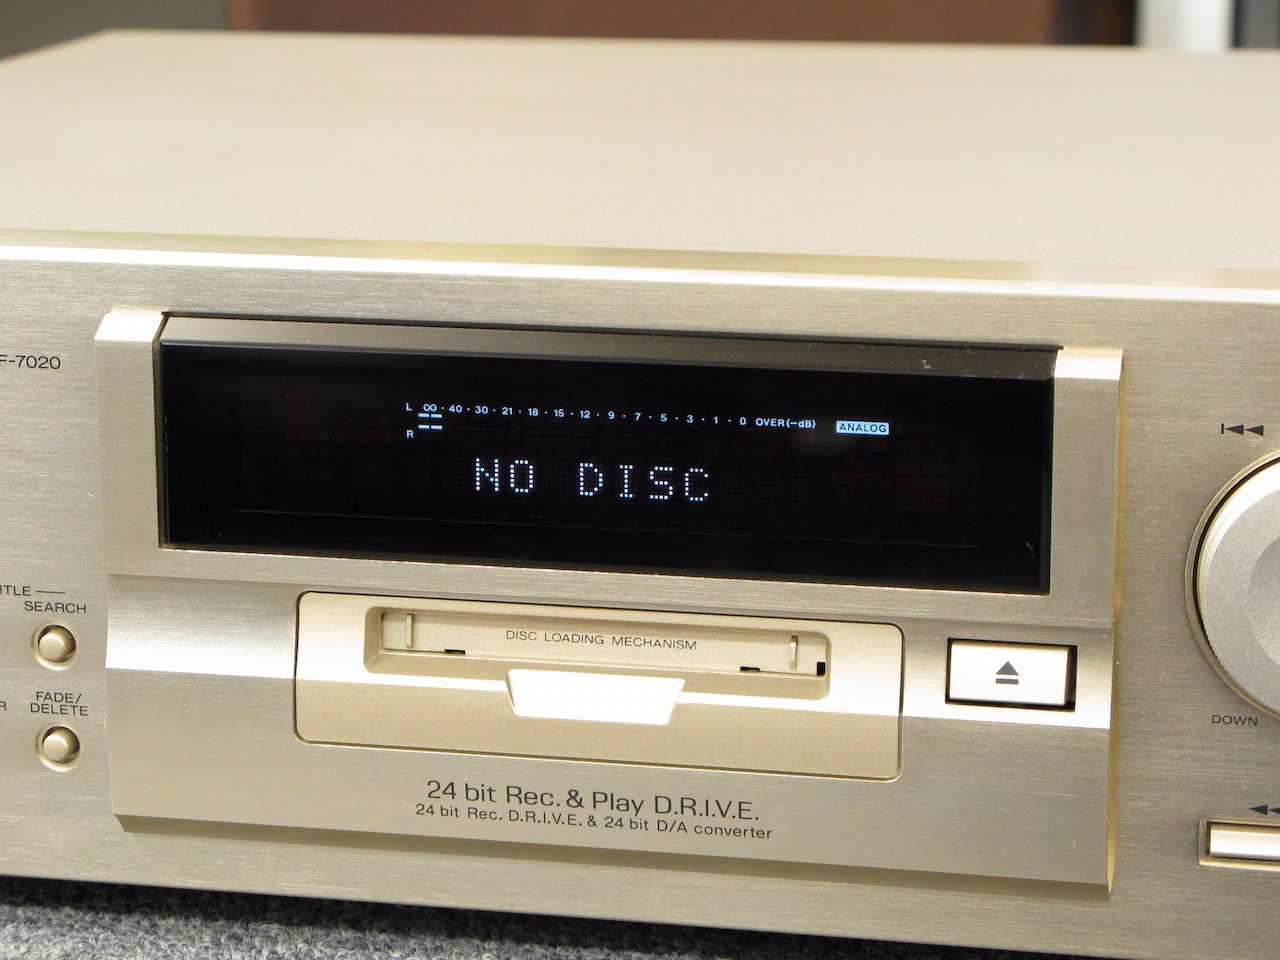 F-7020
L ∞ · 40 · 30 · 21 · 18 · 15 · 12 · 9 · 7 · 5 · 3 · 1 · 0 OVER(−dB) ANALOG
R
NO DISC
SEARCH
FADE/
DELETE
DISC LOADING MECHANISM
DOWN
24 bit Rec. & Play D.R.I.V.E.
24 bit Rec. D.R.I.V.E. & 24 bit D/A converter